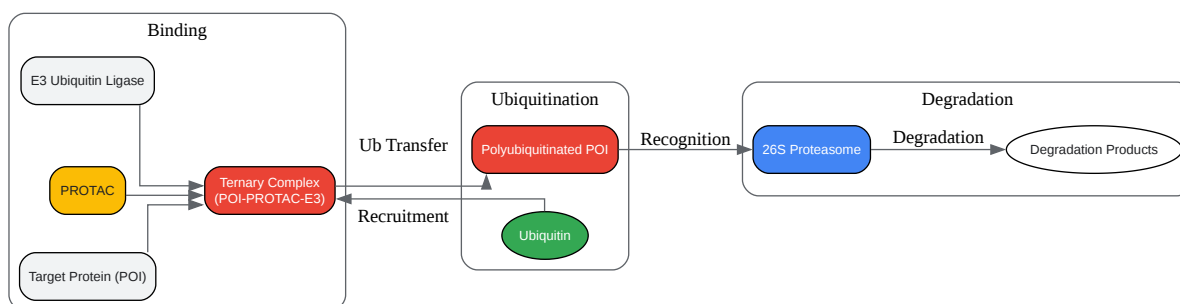 Binding
E3 Ubiquitin Ligase
PROTAC
Target Protein (POI)
Ternary Complex
(POI-PROTAC-E3)
Ub Transfer
Recruitment
Ubiquitination
Polyubiquitinated POI
Ubiquitin
Recognition
Degradation
26S Proteasome
Degradation
Degradation Products